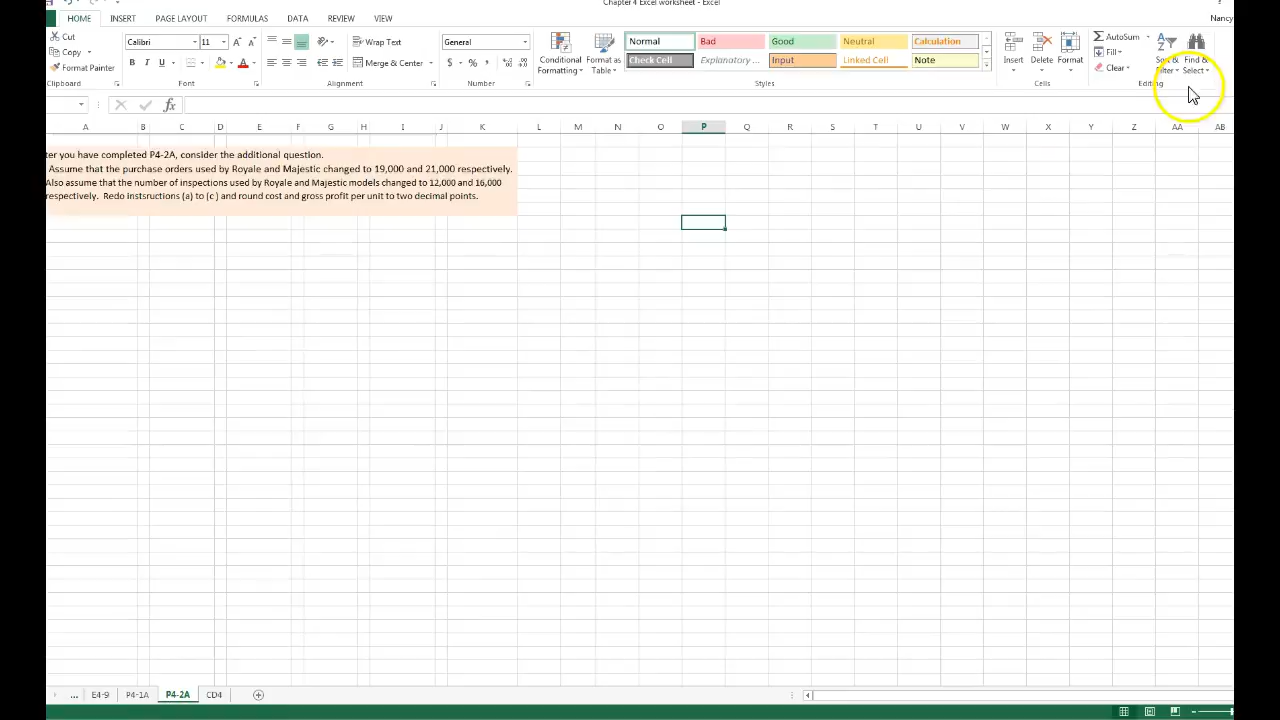 Chapter 4 Excel worksheet - Excel
?
HOME INSERT PAGE LAYOUT FORMULAS DATA REVIEW VIEW
Nancy
Cut
Copy
Format Painter
Clipboard
Calibri 11
B I U
Font
Wrap Text
Merge & Center
Alignment
General
$ % ,
Number
Conditional Formatting
Format as Table
Normal Bad Good Neutral Calculation
Check Cell Explanatory ... Input Linked Cell Note
Styles
Insert Delete Format
Cells
AutoSum
Fill
Clear
Sort & Filter
Find & Select
Editing
fx
A B C D E F G H I J K L M N O P Q R S T U V W X Y Z AA AB
ter you have completed P4-2A, consider the additional question.
Assume that the purchase orders used by Royale and Majestic changed to 19,000 and 21,000 respectively.
Also assume that the number of inspections used by Royale and Majestic models changed to 12,000 and 16,000
respectively. Redo instsructions (a) to (c ) and round cost and gross profit per unit to two decimal points.
... E4-9 P4-1A P4-2A CD4